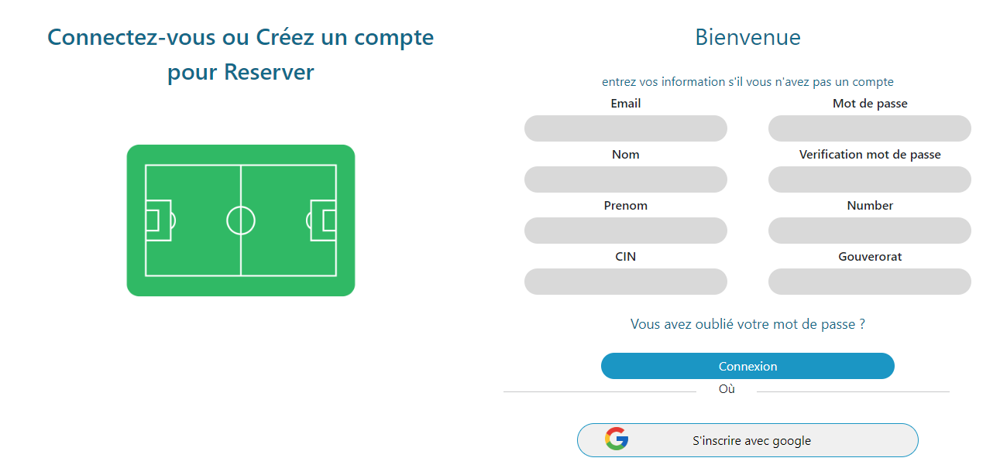 Connectez-vous ou Créez un compte
pour Reserver
Bienvenue
entrez vos information s'il vous n'avez pas un compte
Email
Mot de passe
Nom
Verification mot de passe
Prenom
Number
CIN
Gouverorat
Vous avez oublié votre mot de passe ?
Connexion
Où
S'inscrire avec google